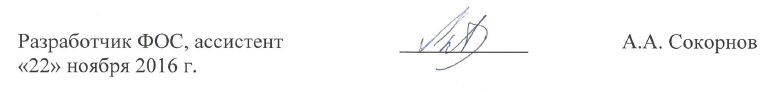 Разработчик ФОС, ассистент А.А. Сокорнов
«22» ноября 2016 г.